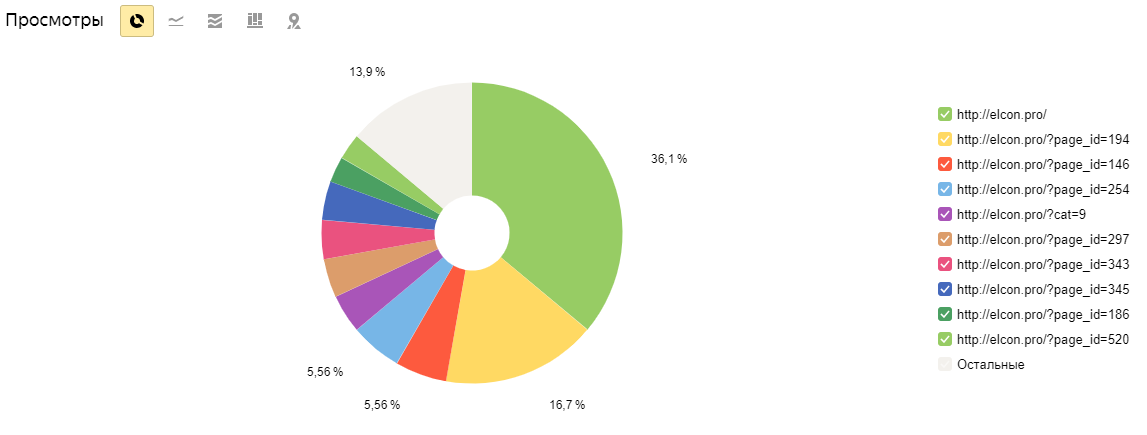 Просмотры
13,9 %
36,1 %
5,56 %
5,56 %
16,7 %
http://elcon.pro/
http://elcon.pro/?page_id=194
http://elcon.pro/?page_id=146
http://elcon.pro/?page_id=254
http://elcon.pro/?cat=9
http://elcon.pro/?page_id=297
http://elcon.pro/?page_id=343
http://elcon.pro/?page_id=345
http://elcon.pro/?page_id=186
http://elcon.pro/?page_id=520
Остальные